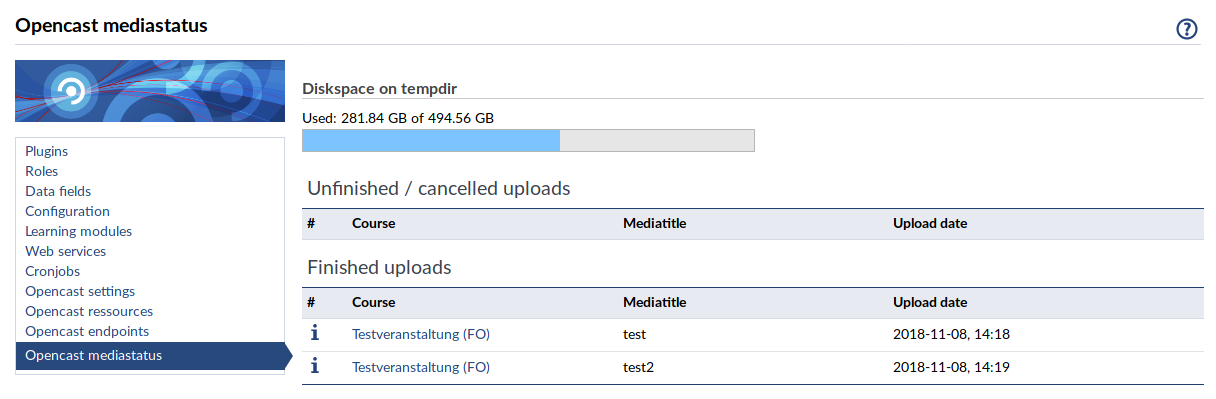 Opencast mediastatus
?
Plugins
Roles
Data fields
Configuration
Learning modules
Web services
Cronjobs
Opencast settings
Opencast ressources
Opencast endpoints
Opencast mediastatus
Diskspace on tempdir
Used: 281.84 GB of 494.56 GB
Unfinished / cancelled uploads
# Course Mediatitle Upload date
Finished uploads
# Course Mediatitle Upload date
i Testveranstaltung (FO) test 2018-11-08, 14:18
i Testveranstaltung (FO) test2 2018-11-08, 14:19